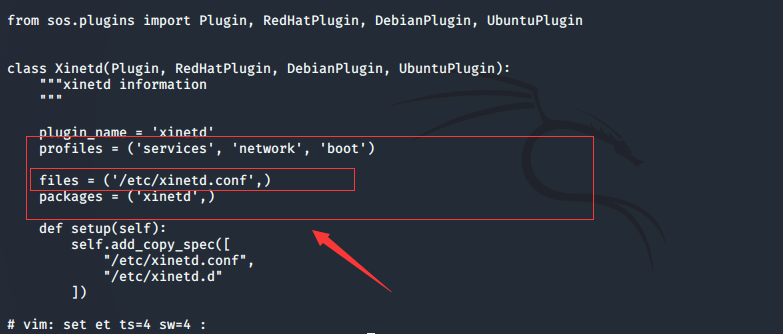 from sos.plugins import Plugin, RedHatPlugin, DebianPlugin, UbuntuPlugin
class Xinetd(Plugin, RedHatPlugin, DebianPlugin, UbuntuPlugin):
    """xinetd information
    """
    plugin_name = 'xinetd'
    profiles = ('services', 'network', 'boot')
    files = ('/etc/xinetd.conf',)
    packages = ('xinetd',)
    def setup(self):
        self.add_copy_spec([
            "/etc/xinetd.conf",
            "/etc/xinetd.d"
        ])
# vim: set et ts=4 sw=4 :